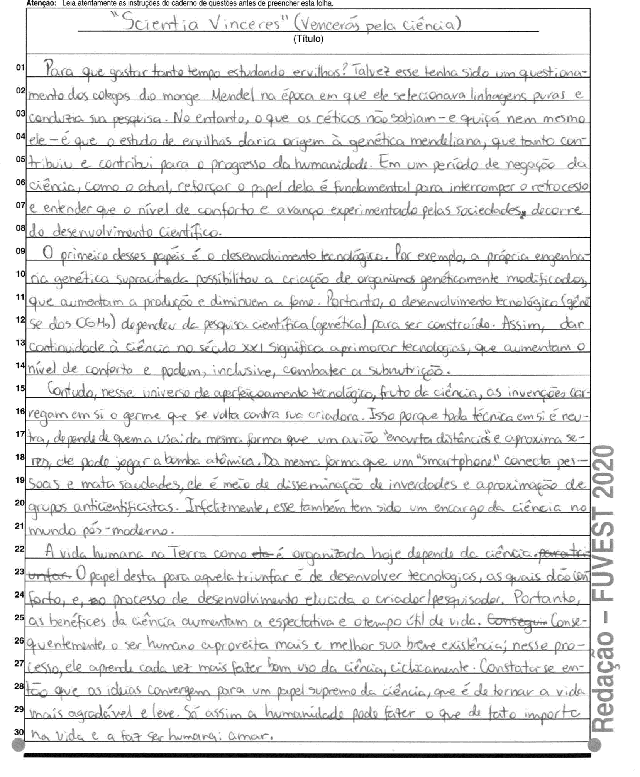 Atenção: Leia atentamente as instruções do caderno de questões antes de preencher esta folha.
"Scientia Vinceres" (Vencerás pela ciência)
(Título)
01 Para que gastar tanto tempo estudando ervilhas? Talvez esse tenha sido um questiona-
02 mento dos colegas do monge Mendel na época em que ele selecionava linhagens puras e
03 conduzia sua pesquisa. No entanto, o que os céticos não sabiam - e quiçá nem mesmo
04 ele - é que o estudo de ervilhas daria origem à genética mendeliana, que tanto con-
05 tribuiu e contribui para o progresso da humanidade. Em um período de negação da
06 ciência, como o atual, reforçar o papel dela é fundamental para interromper o retrocesso
07 e entender que o nível de conforto e avanço experimentado pelas sociedades decorre
08 do desenvolvimento científico.
09 O primeiro desses papéis é o desenvolvimento tecnológico. Por exemplo, a própria engenha-
10 ria genética supracitada possibilitou a criação de organismos genéticamente modificados,
11 que aumentam a produção e diminuem a fome. Portanto, o desenvolvimento tecnológico (gêne-
12 se dos OGMs) depender da pesquisa científica (genética) para ser construído. Assim, dar
13 continuidade à ciência no século XXI significa aprimorar tecnologias, que aumentam o
14 nível de conforto e podem, inclusive, combater a subnutrição.
15 Contudo, nesse universo de aperfeiçoamento tecnológico, fruto da ciência, as invenções car-
16 regam em si o germe que se volta contra sua criadora. Isso porque toda técnica em si é neu-
17 tra, depende de quem a usa: da mesma forma que um avião "encurta distâncias" e aproxima se-
18 res, ele pode jogar a bomba atômica. Da mesma forma que um "smartphone" conecta pes-
19 soas e mata saudades, ele é meio de disseminação de inverdades e aproximação de
20 grupos anticientificistas. Infelizmente, esse também tem sido um encargo da ciência no
21 mundo pós-moderno.
22 A vida humana na Terra como ela é organizada hoje depende da ciência. para tri
23 unfar. O papel desta para aquela triunfar é de desenvolver tecnologias, as quais dão con
24 forto, e, processo de desenvolvimento elucida o criador/pesquisador. Portanto,
25 as benéfices da ciência aumentam a espectativa e o tempo útil de vida. Consequ Conse-
26 quentemente, o ser humano aproveita mais e melhor sua breve existência; nesse pro-
27 cesso, ele aprende cada vez mais fazer bom uso da ciência, ciclicamente. Constatar-se en-
28 tão que as ideias convergem para um papel supremo da ciência, que é de tornar a vida
29 mais agradável e leve. Só assim a humanidade pode fazer o que de fato importa
30 na vida e a faz ser humana: amar.
Redação – FUVEST 2020